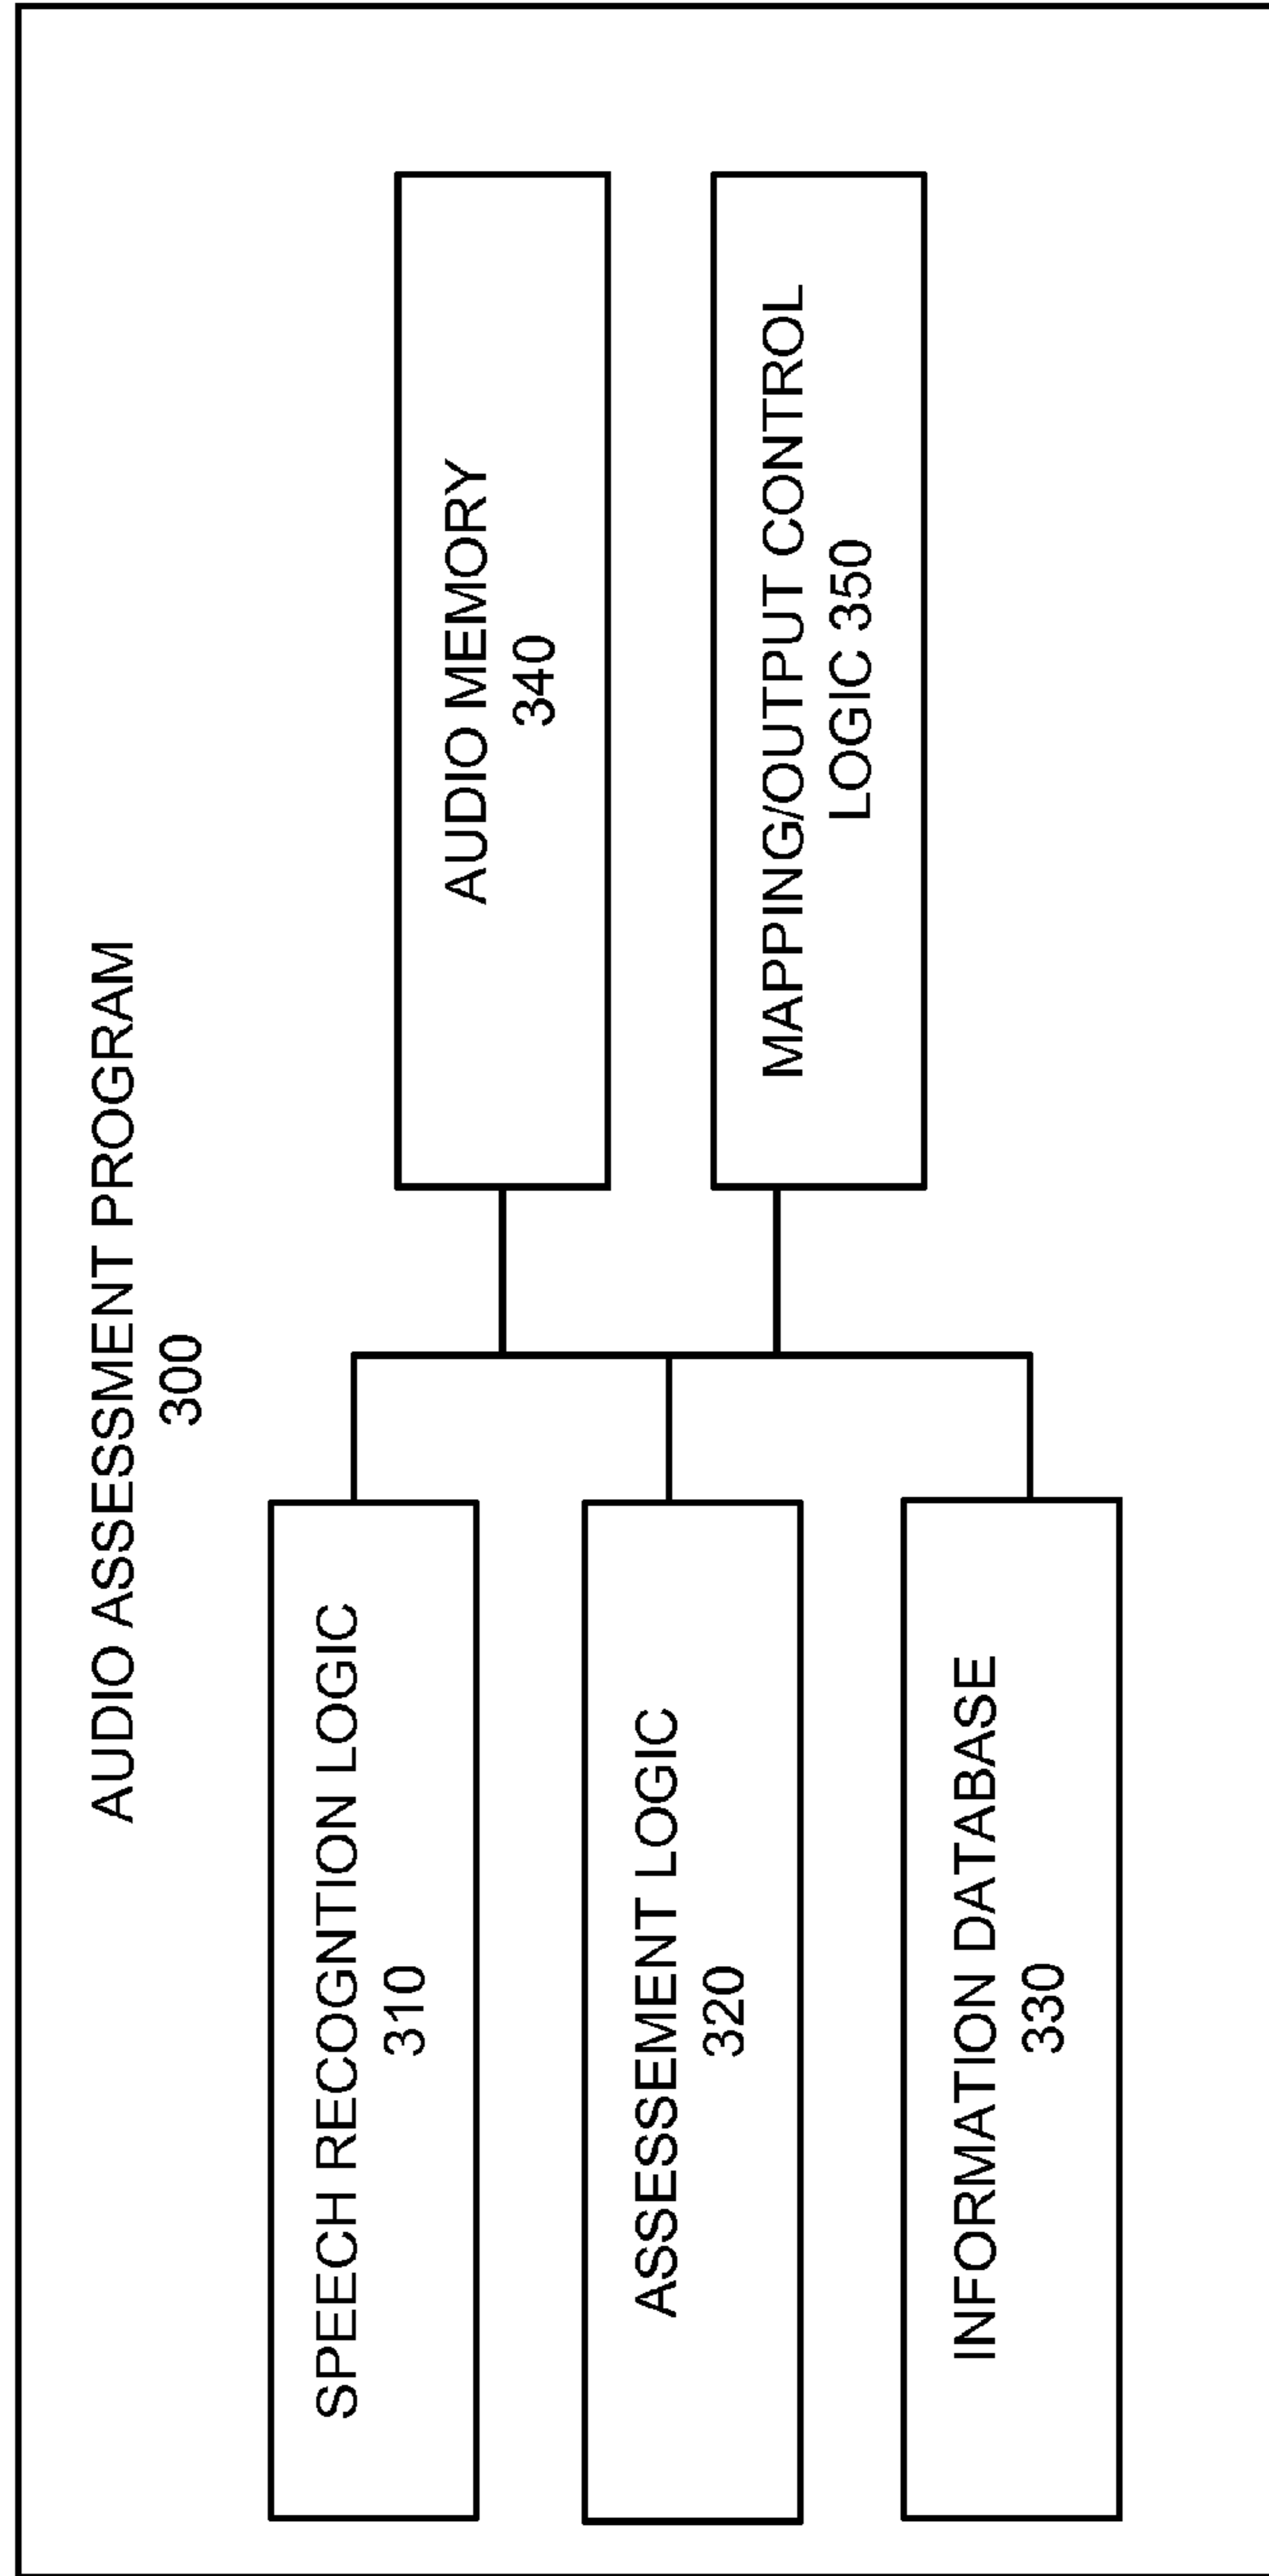 AUDIO ASSESSMENT PROGRAM
300
SPEECH RECOGNTION LOGIC
310
ASSESSEMENT LOGIC
320
INFORMATION DATABASE
330
AUDIO MEMORY
340
MAPPING/OUTPUT CONTROL
LOGIC 350